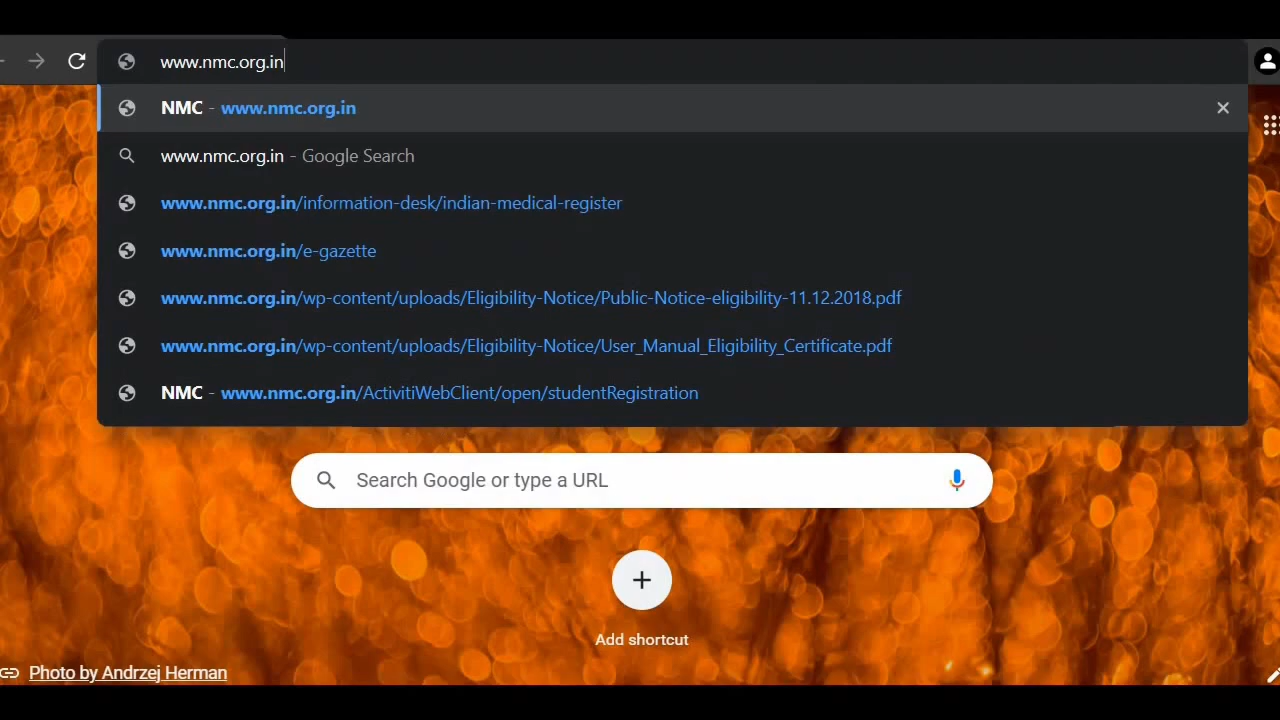 www.nmc.org.in
NMC - www.nmc.org.in
www.nmc.org.in - Google Search
www.nmc.org.in/information-desk/indian-medical-register
www.nmc.org.in/e-gazette
www.nmc.org.in/wp-content/uploads/Eligibility-Notice/Public-Notice-eligibility-11.12.2018.pdf
www.nmc.org.in/wp-content/uploads/Eligibility-Notice/User_Manual_Eligibility_Certificate.pdf
NMC - www.nmc.org.in/ActivitiWebClient/open/studentRegistration
Search Google or type a URL
Add shortcut
Photo by Andrzej Herman